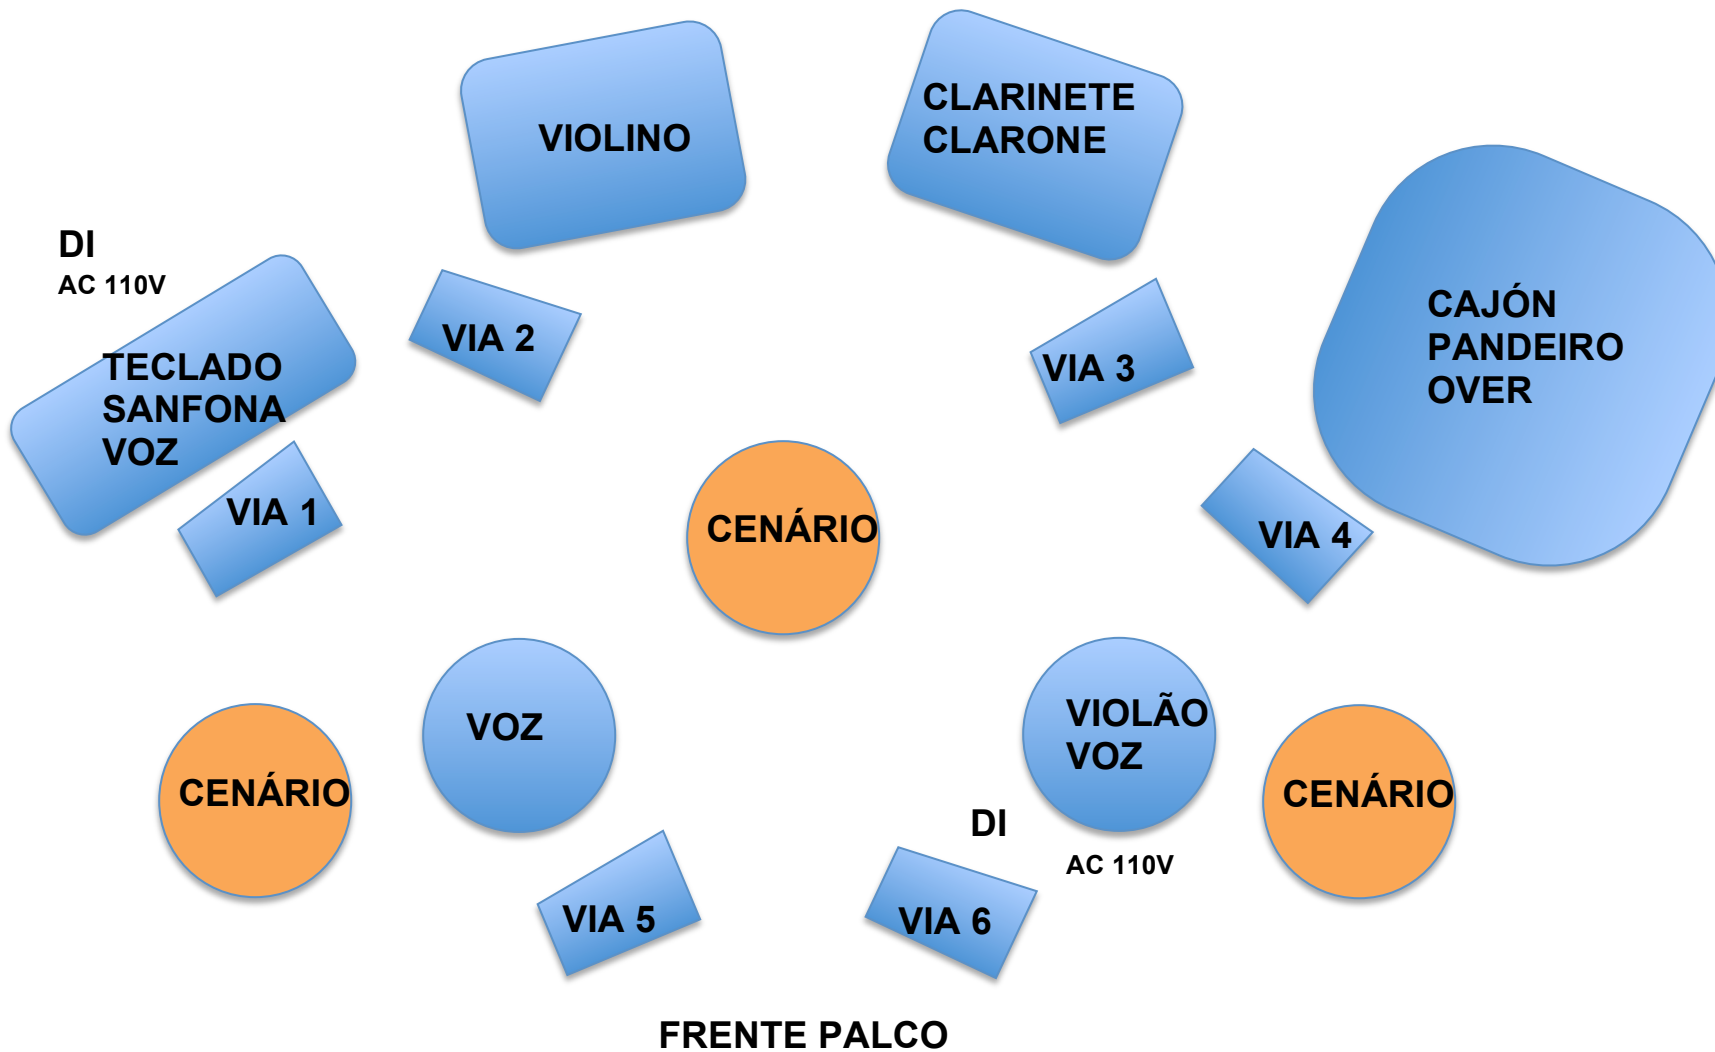 VIOLINO
CLARINETE
CLARONE
DI
AC 110V
CAJÓN
PANDEIRO
OVER
TECLADO
SANFONA
VOZ
VIA 2
VIA 3
VIA 1
CENÁRIO
VIA 4
VOZ
VIOLÃO
VOZ
CENÁRIO
CENÁRIO
DI
AC 110V
VIA 5
VIA 6
FRENTE PALCO